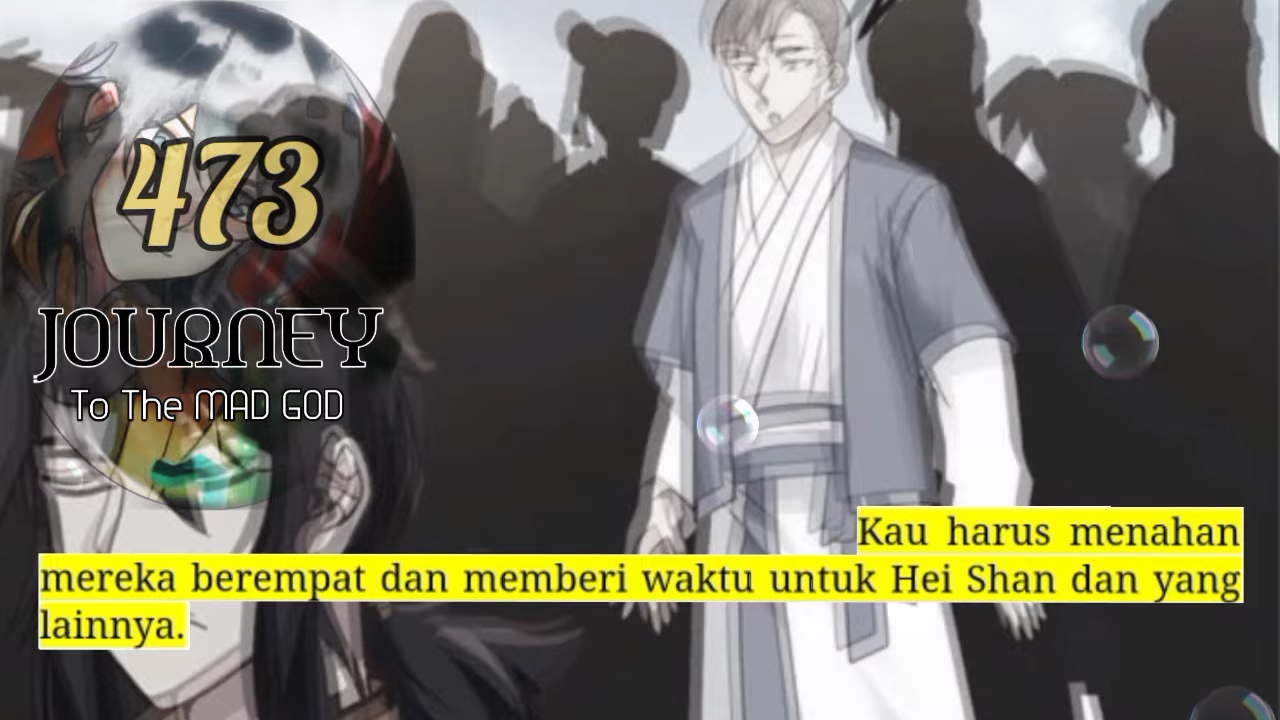 473
JOURNEY
To The MAD GOD
Kau harus menahan
mereka berempat dan memberi waktu untuk Hei Shan dan yang
lainnya.